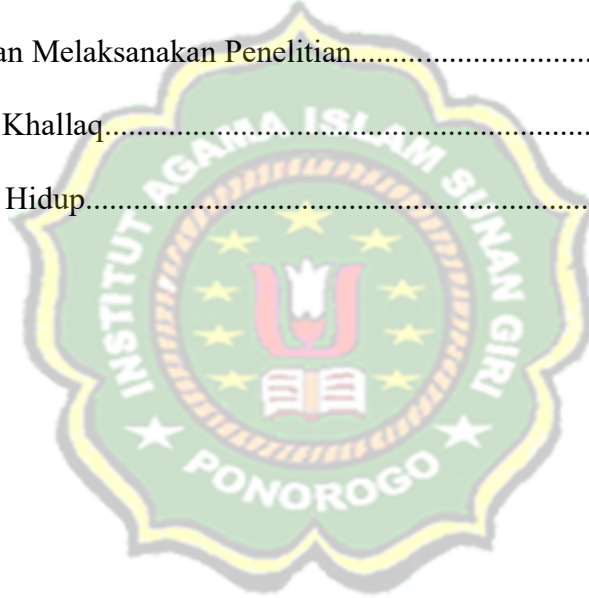 an Melaksanakan Penelitian..............................
Khallaq............................................................
Hidup...............................................................
INSTITUT AGAMA ISLAM SUNAN GIRI
PONOROGO